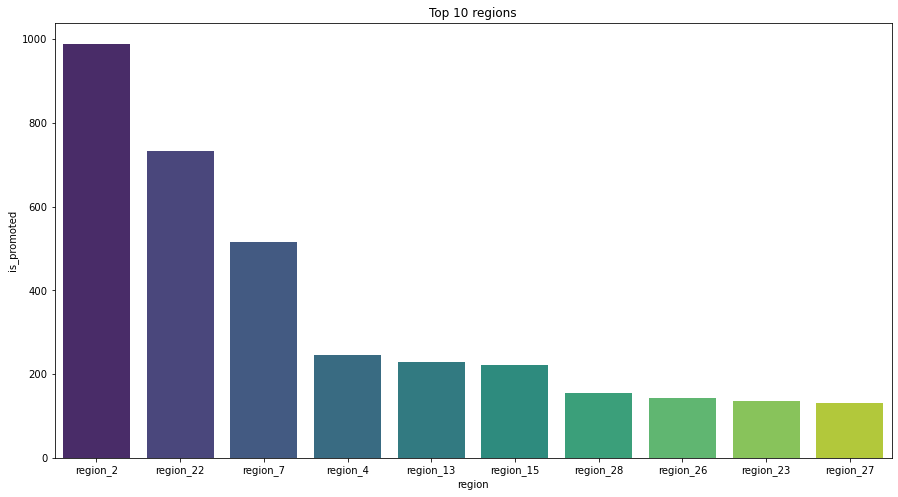 Top 10 regions
1000
800
600
400
200
0
is_promoted
region_2 region_22 region_7 region_4 region_13 region_15 region_28 region_26 region_23 region_27
region